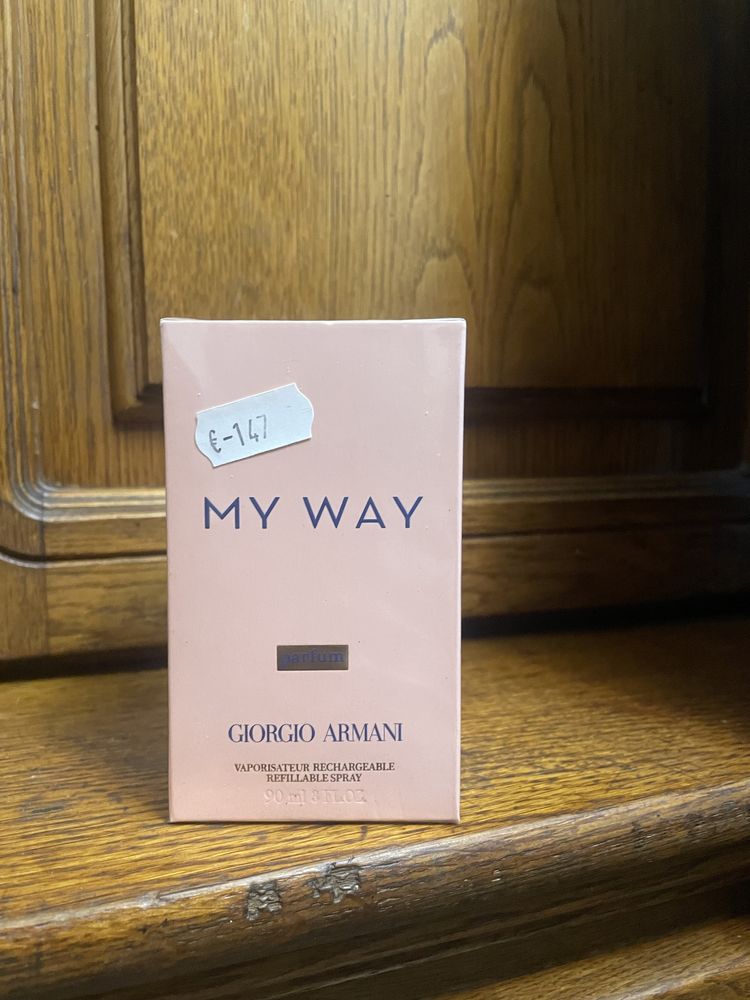 €-147
MY WAY
parfum
GIORGIO ARMANI
VAPORISATEUR RECHARGEABLE
REFILLABLE SPRAY
90 ml 3 FL.OZ.